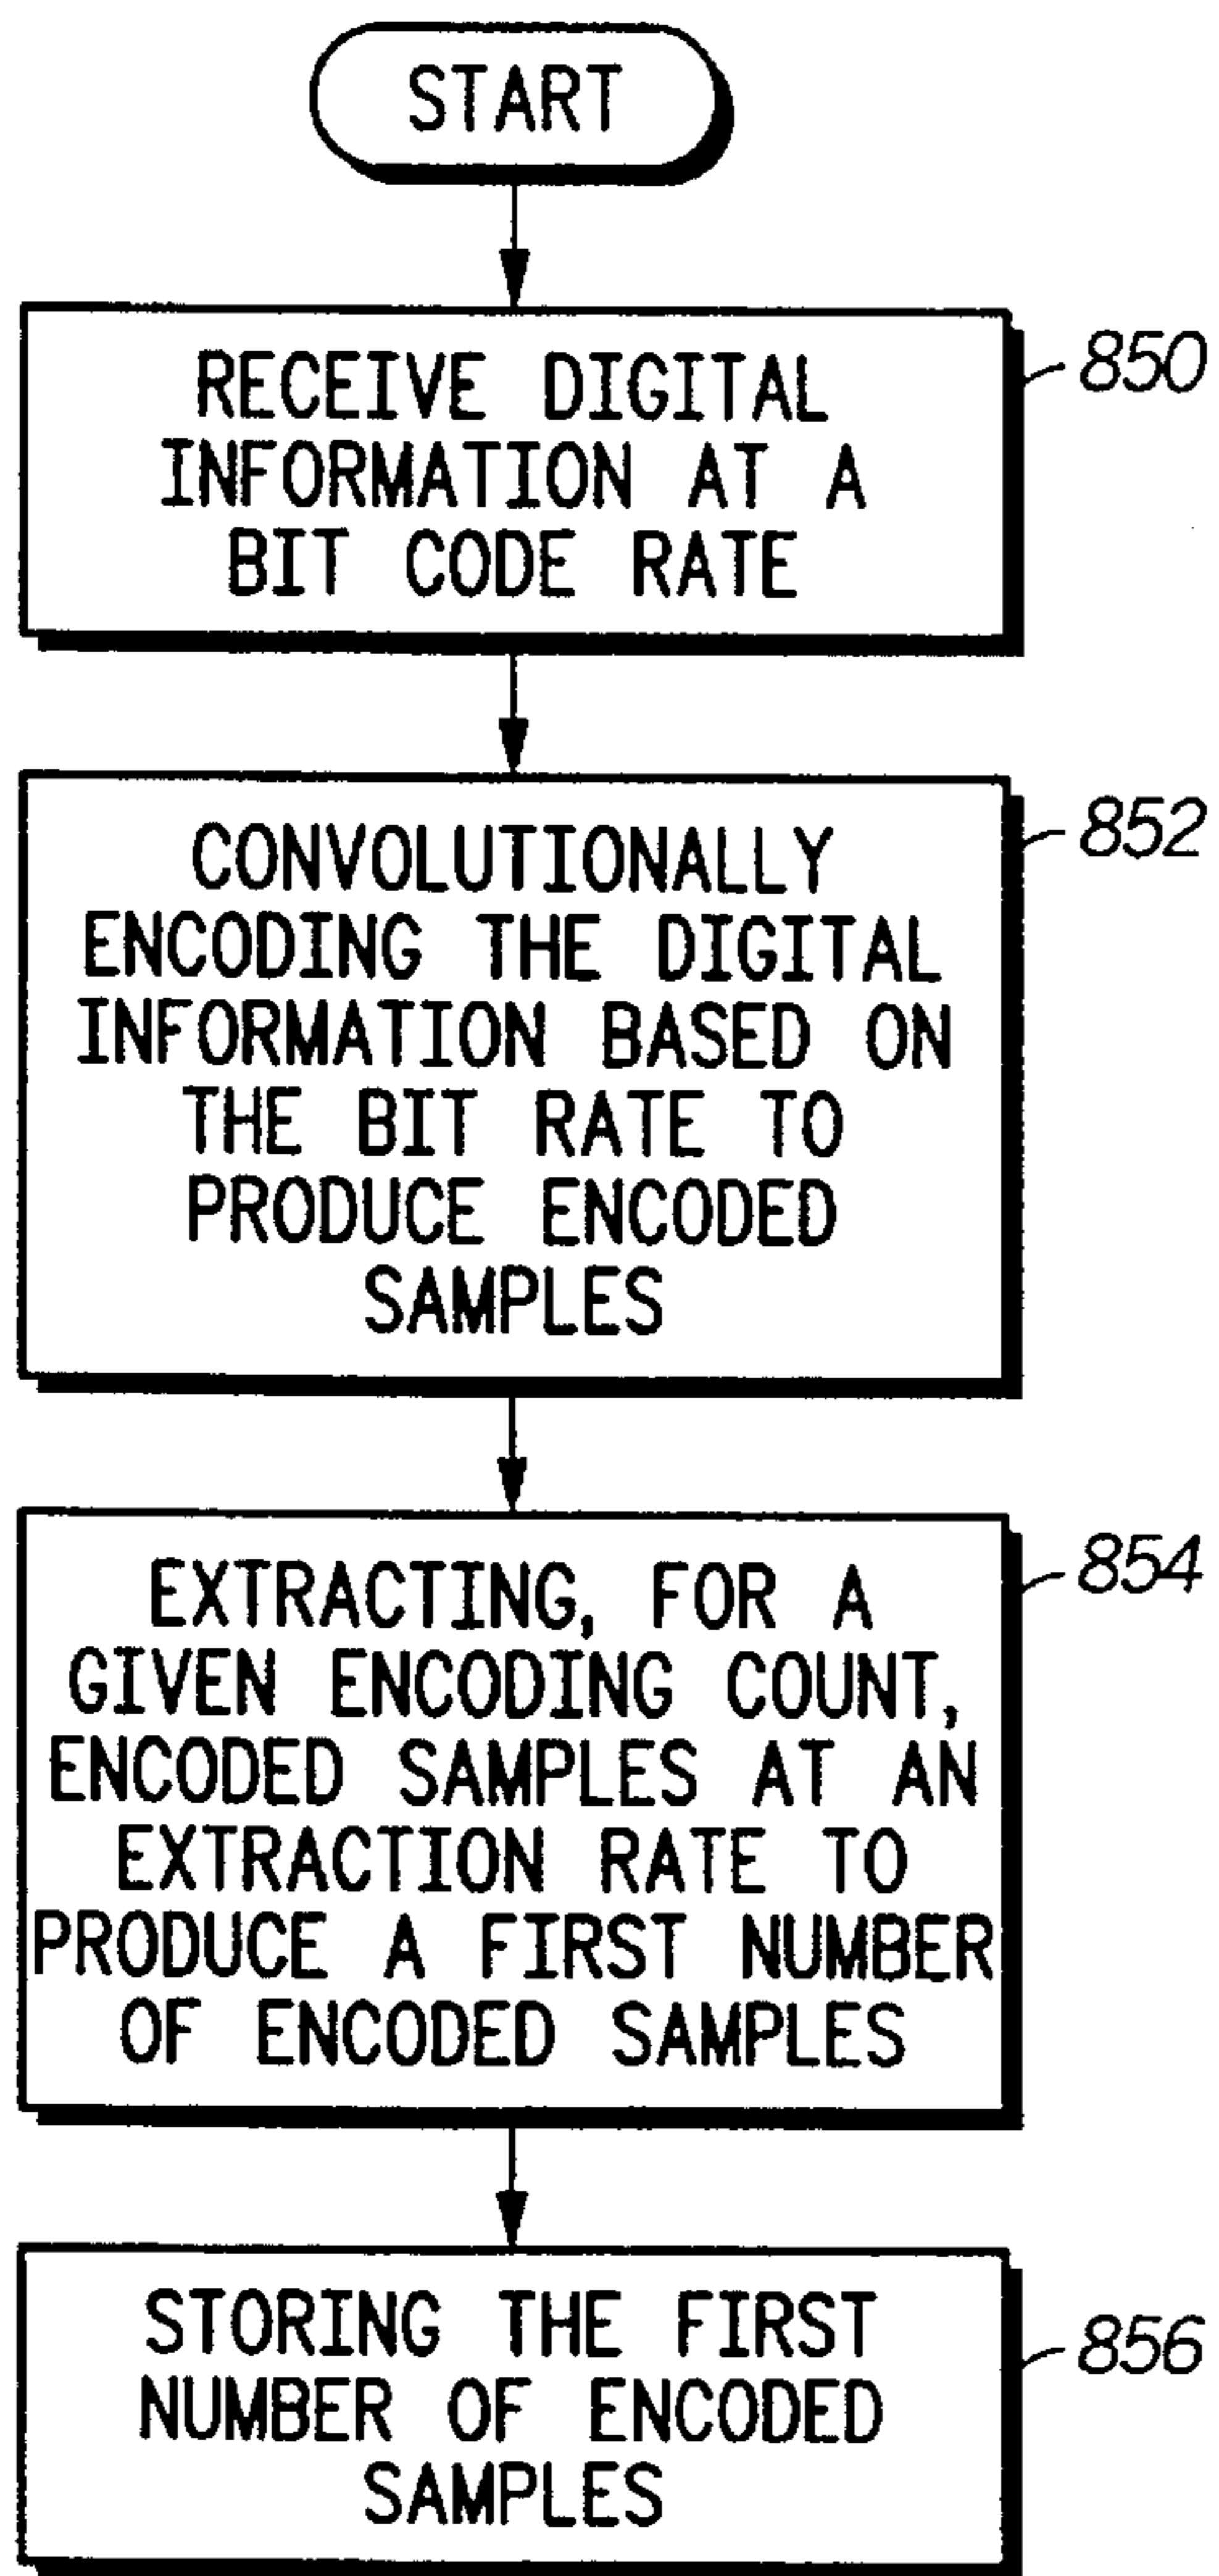 START
RECEIVE DIGITAL
INFORMATION AT A
BIT CODE RATE
850
CONVOLUTIONALLY
ENCODING THE DIGITAL
INFORMATION BASED ON
THE BIT RATE TO
PRODUCE ENCODED
SAMPLES
852
EXTRACTING, FOR A
GIVEN ENCODING COUNT,
ENCODED SAMPLES AT AN
EXTRACTION RATE TO
PRODUCE A FIRST NUMBER
OF ENCODED SAMPLES
854
STORING THE FIRST
NUMBER OF ENCODED
SAMPLES
856